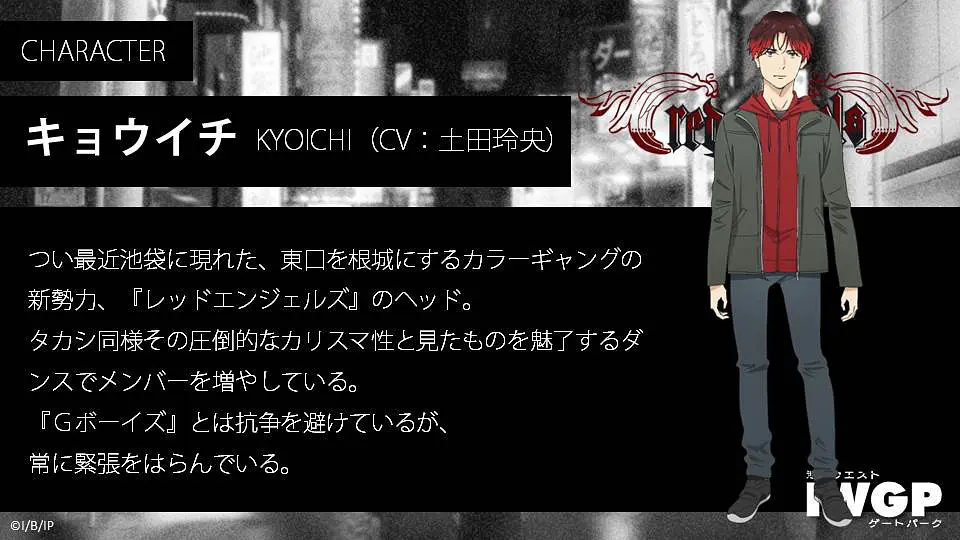 CHARACTER
キョウイチ KYOICHI（CV：土田玲央）
つい最近池袋に現れた、東口を根城にするカラーギャングの
新勢力、『レッドエンジェルズ』のヘッド。
タカシ同様その圧倒的なカリスマ性と見たものを魅了するダ
ンスでメンバーを増やしている。
『Ｇボーイズ』とは抗争を避けているが、
常に緊張をはらんでいる。
ウエスト
IWGP
ゲートパーク
©I/B/IP